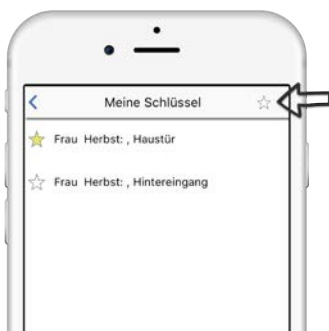 Meine Schlüssel
Frau Herbst: , Haustür
Frau Herbst: , Hintereingang